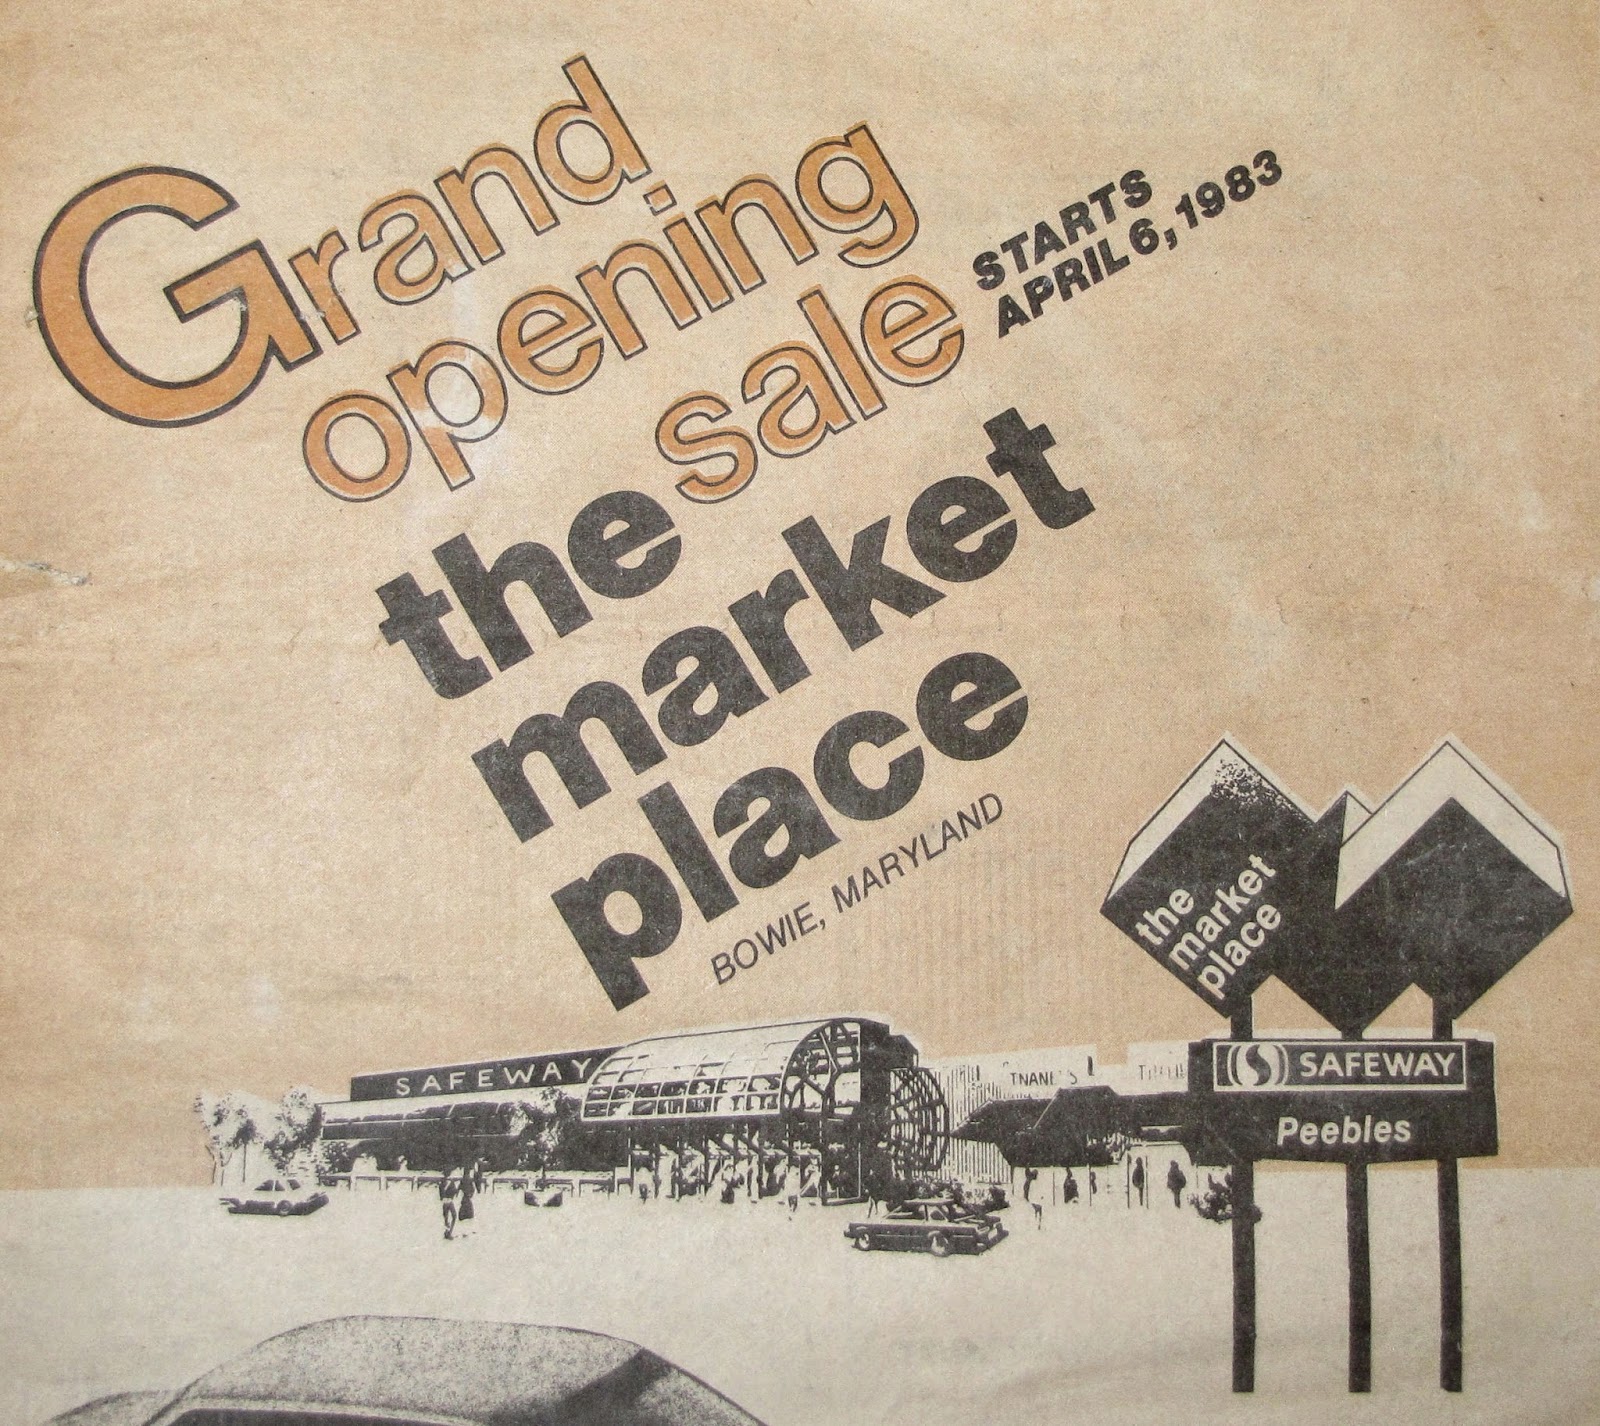 Grand
opening
sale
STARTS
APRIL 6, 1983
the
market
place
BOWIE, MARYLAND
the
market
place
SAFEWAY
SAFEWAY
Peebles